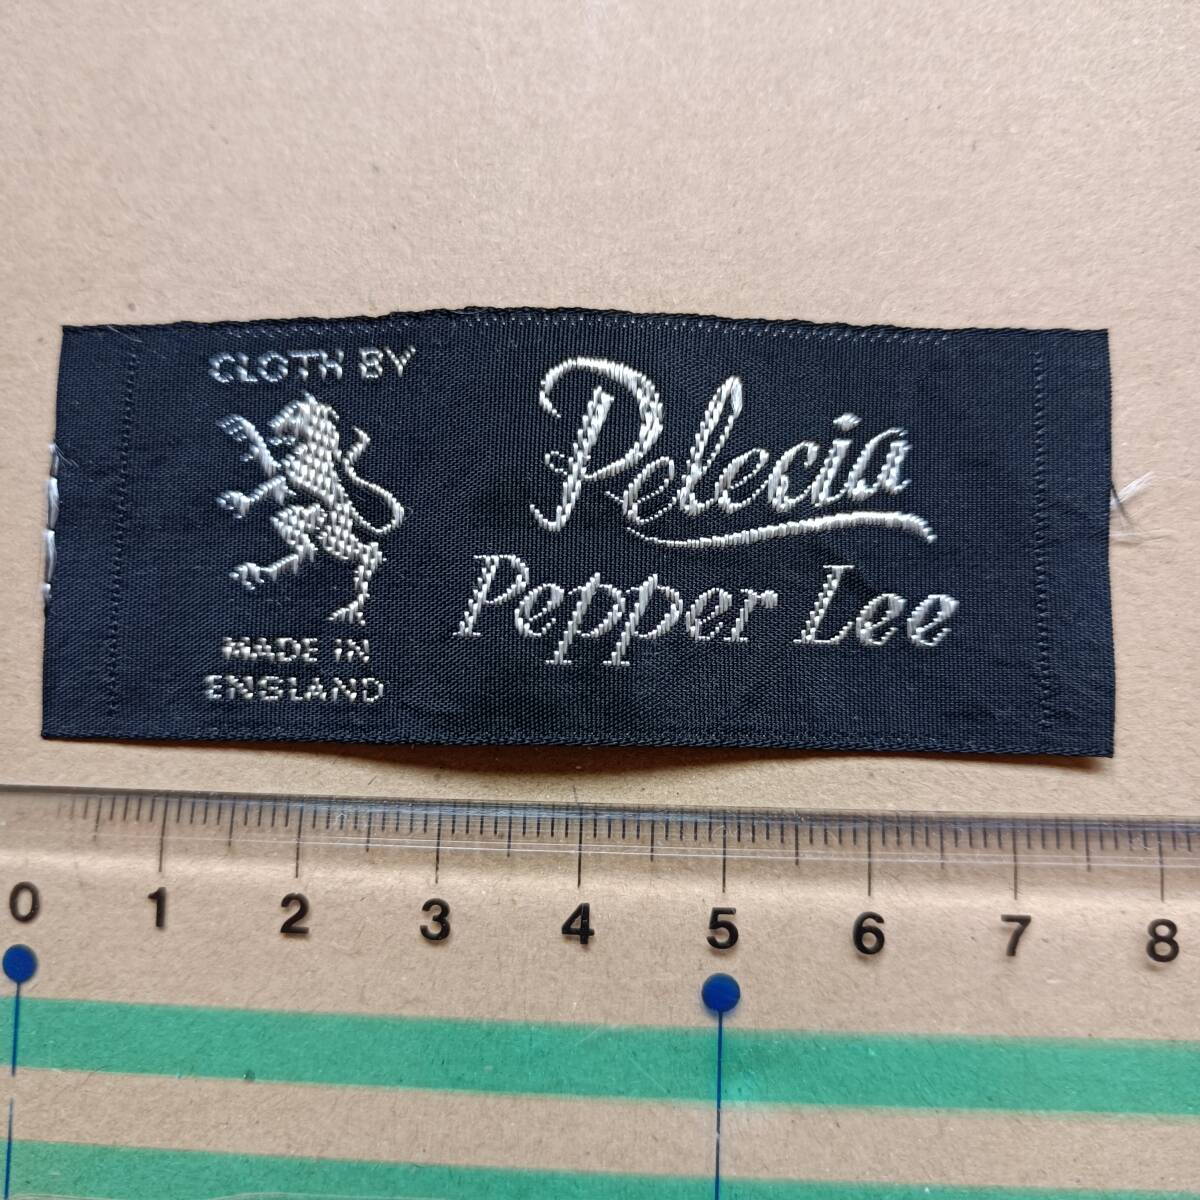 CLOTH BY
MADE IN
ENGLAND
Pelecia
Pepper Lee
0 1 2 3 4 5 6 7 8